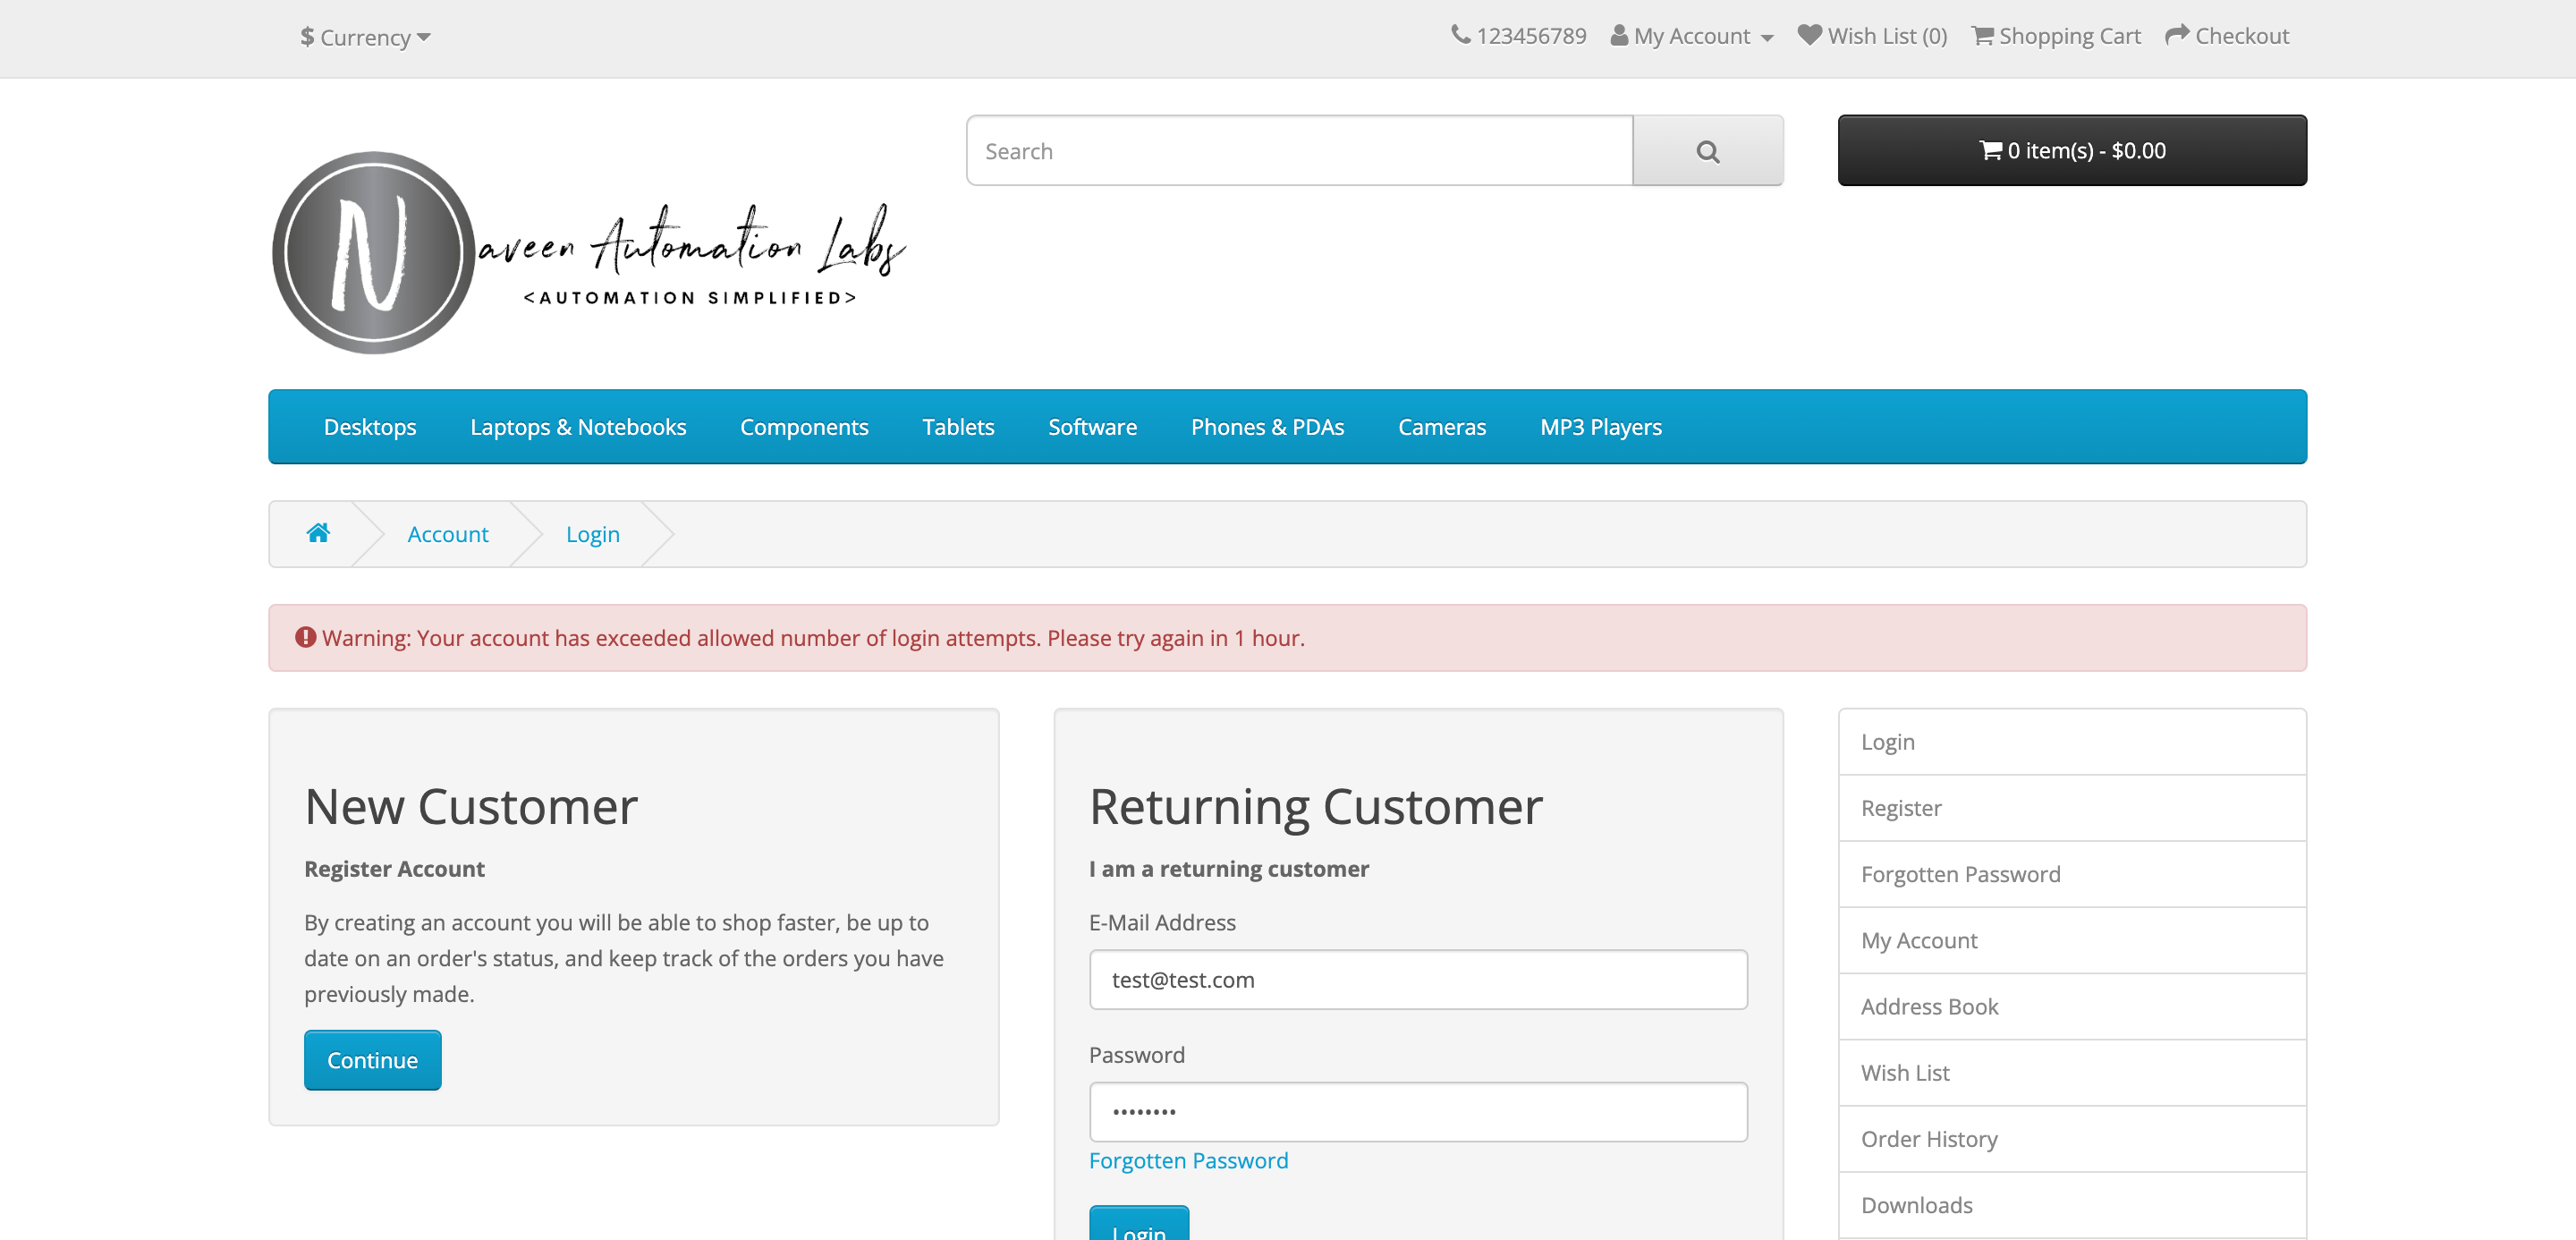 $ Currency
123456789 My Account Wish List (0) Shopping Cart Checkout
Search
0 item(s) - $0.00
Naveen Automation Labs
<AUTOMATION SIMPLIFIED>
Desktops Laptops & Notebooks Components Tablets Software Phones & PDAs Cameras MP3 Players
Account Login
Warning: Your account has exceeded allowed number of login attempts. Please try again in 1 hour.
New Customer
Register Account
By creating an account you will be able to shop faster, be up to
date on an order's status, and keep track of the orders you have
previously made.
Continue
Returning Customer
I am a returning customer
E-Mail Address
test@test.com
Password
••••••••
Forgotten Password
Login
Login
Register
Forgotten Password
My Account
Address Book
Wish List
Order History
Downloads